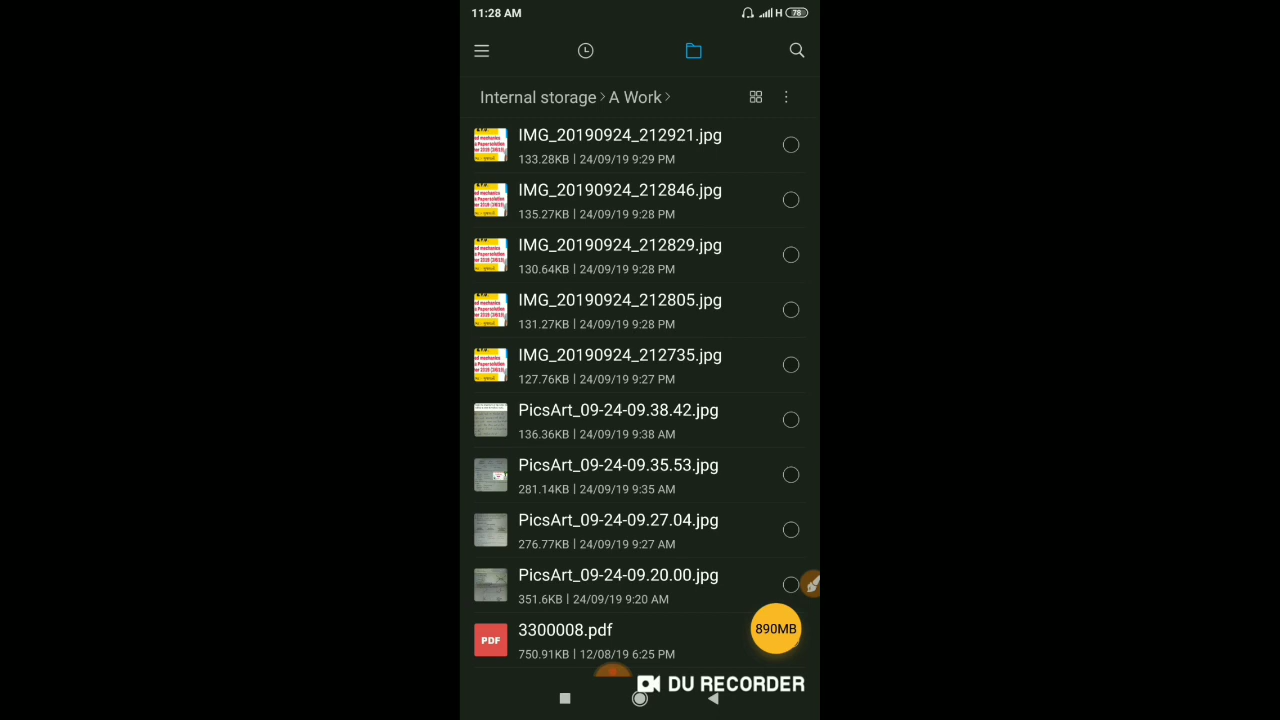 11:28 AM
H 78
Internal storage > A Work >
IMG_20190924_212921.jpg
133.28KB | 24/09/19 9:29 PM
IMG_20190924_212846.jpg
135.27KB | 24/09/19 9:28 PM
IMG_20190924_212829.jpg
130.64KB | 24/09/19 9:28 PM
IMG_20190924_212805.jpg
131.27KB | 24/09/19 9:28 PM
IMG_20190924_212735.jpg
127.76KB | 24/09/19 9:27 PM
PicsArt_09-24-09.38.42.jpg
136.36KB | 24/09/19 9:38 AM
PicsArt_09-24-09.35.53.jpg
281.14KB | 24/09/19 9:35 AM
PicsArt_09-24-09.27.04.jpg
276.77KB | 24/09/19 9:27 AM
PicsArt_09-24-09.20.00.jpg
351.6KB | 24/09/19 9:20 AM
PDF
3300008.pdf
750.91KB | 12/08/19 6:25 PM
890MB
DU RECORDER